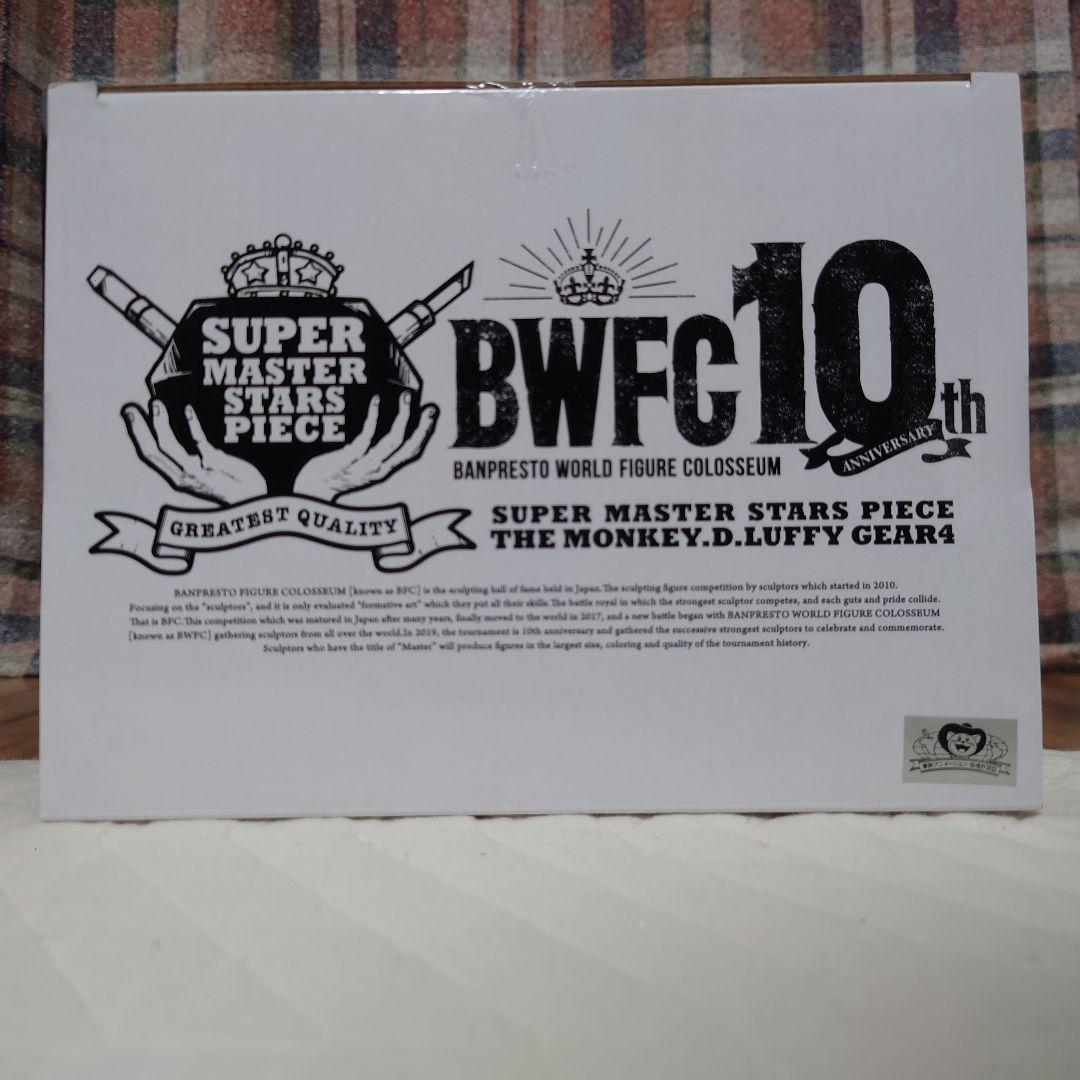 SUPER
MASTER
STARS
PIECE
GREATEST QUALITY
BWFC10th
ANNIVERSARY
BANPRESTO WORLD FIGURE COLOSSEUM
SUPER MASTER STARS PIECE
THE MONKEY.D.LUFFY GEAR4
BANPRESTO FIGURE COLOSSEUM [known as BFC] is the sculpting hall of fame held in Japan.The sculpting figure competition by sculptors which started in 2010.
Focusing on the "sculptors", and it is only evaluated "formative art" which they put all their skills. The battle royal in which the strongest sculptor competes, and each guts and pride collide.
That is BFC.This competition which was matured in Japan after many years, finally moved to the world in 2017, and a new battle began with BANPRESTO WORLD FIGURE COLOSSEUM
[known as BWFC] gathering sculptors from all over the world.In 2019, the tournament is 10th anniversary and gathered the successive strongest sculptors to celebrate and commemorate.
Sculptors who have the title of "Master" will produce figures in the largest size, coloring and quality of the tournament history.